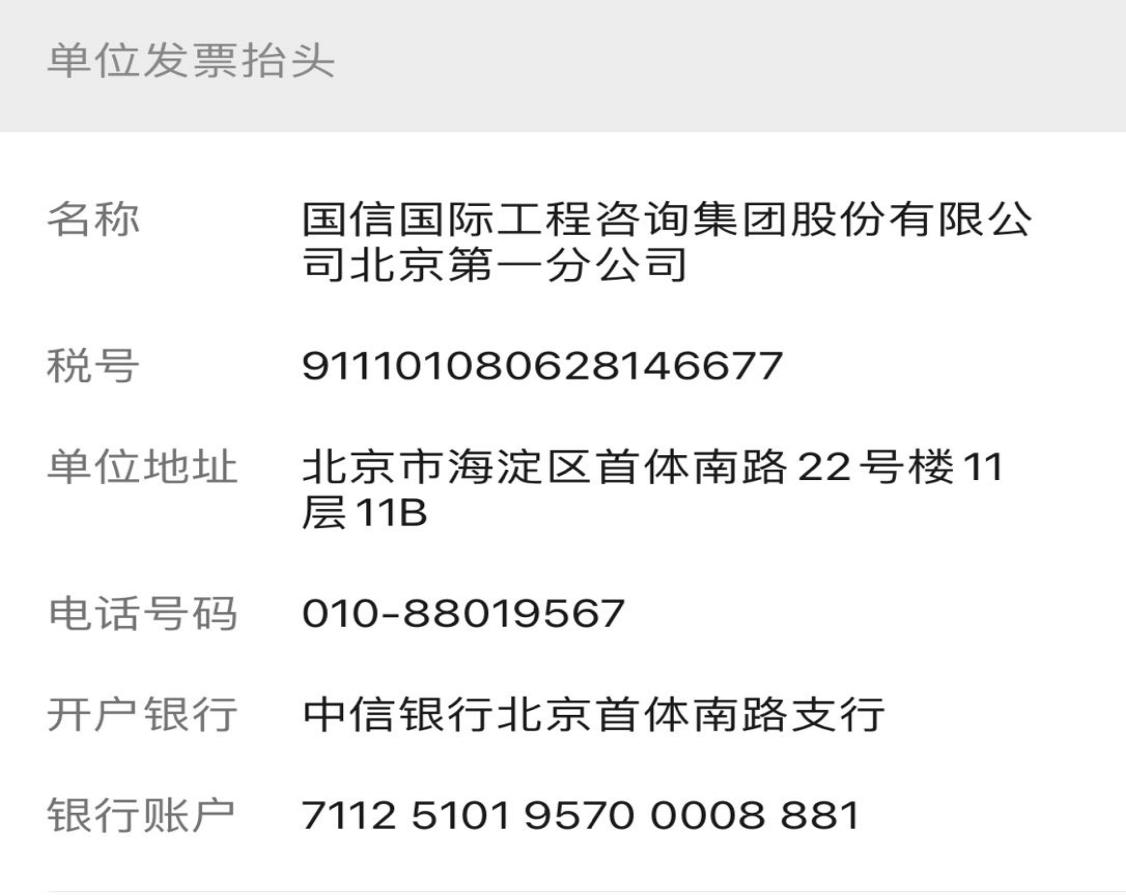 单位发票抬头
名称 国信国际工程咨询集团股份有限公
司北京第一分公司
税号 911101080628146677
单位地址 北京市海淀区首体南路22号楼11
层11B
电话号码 010-88019567
开户银行 中信银行北京首体南路支行
银行账户 7112 5101 9570 0008 881